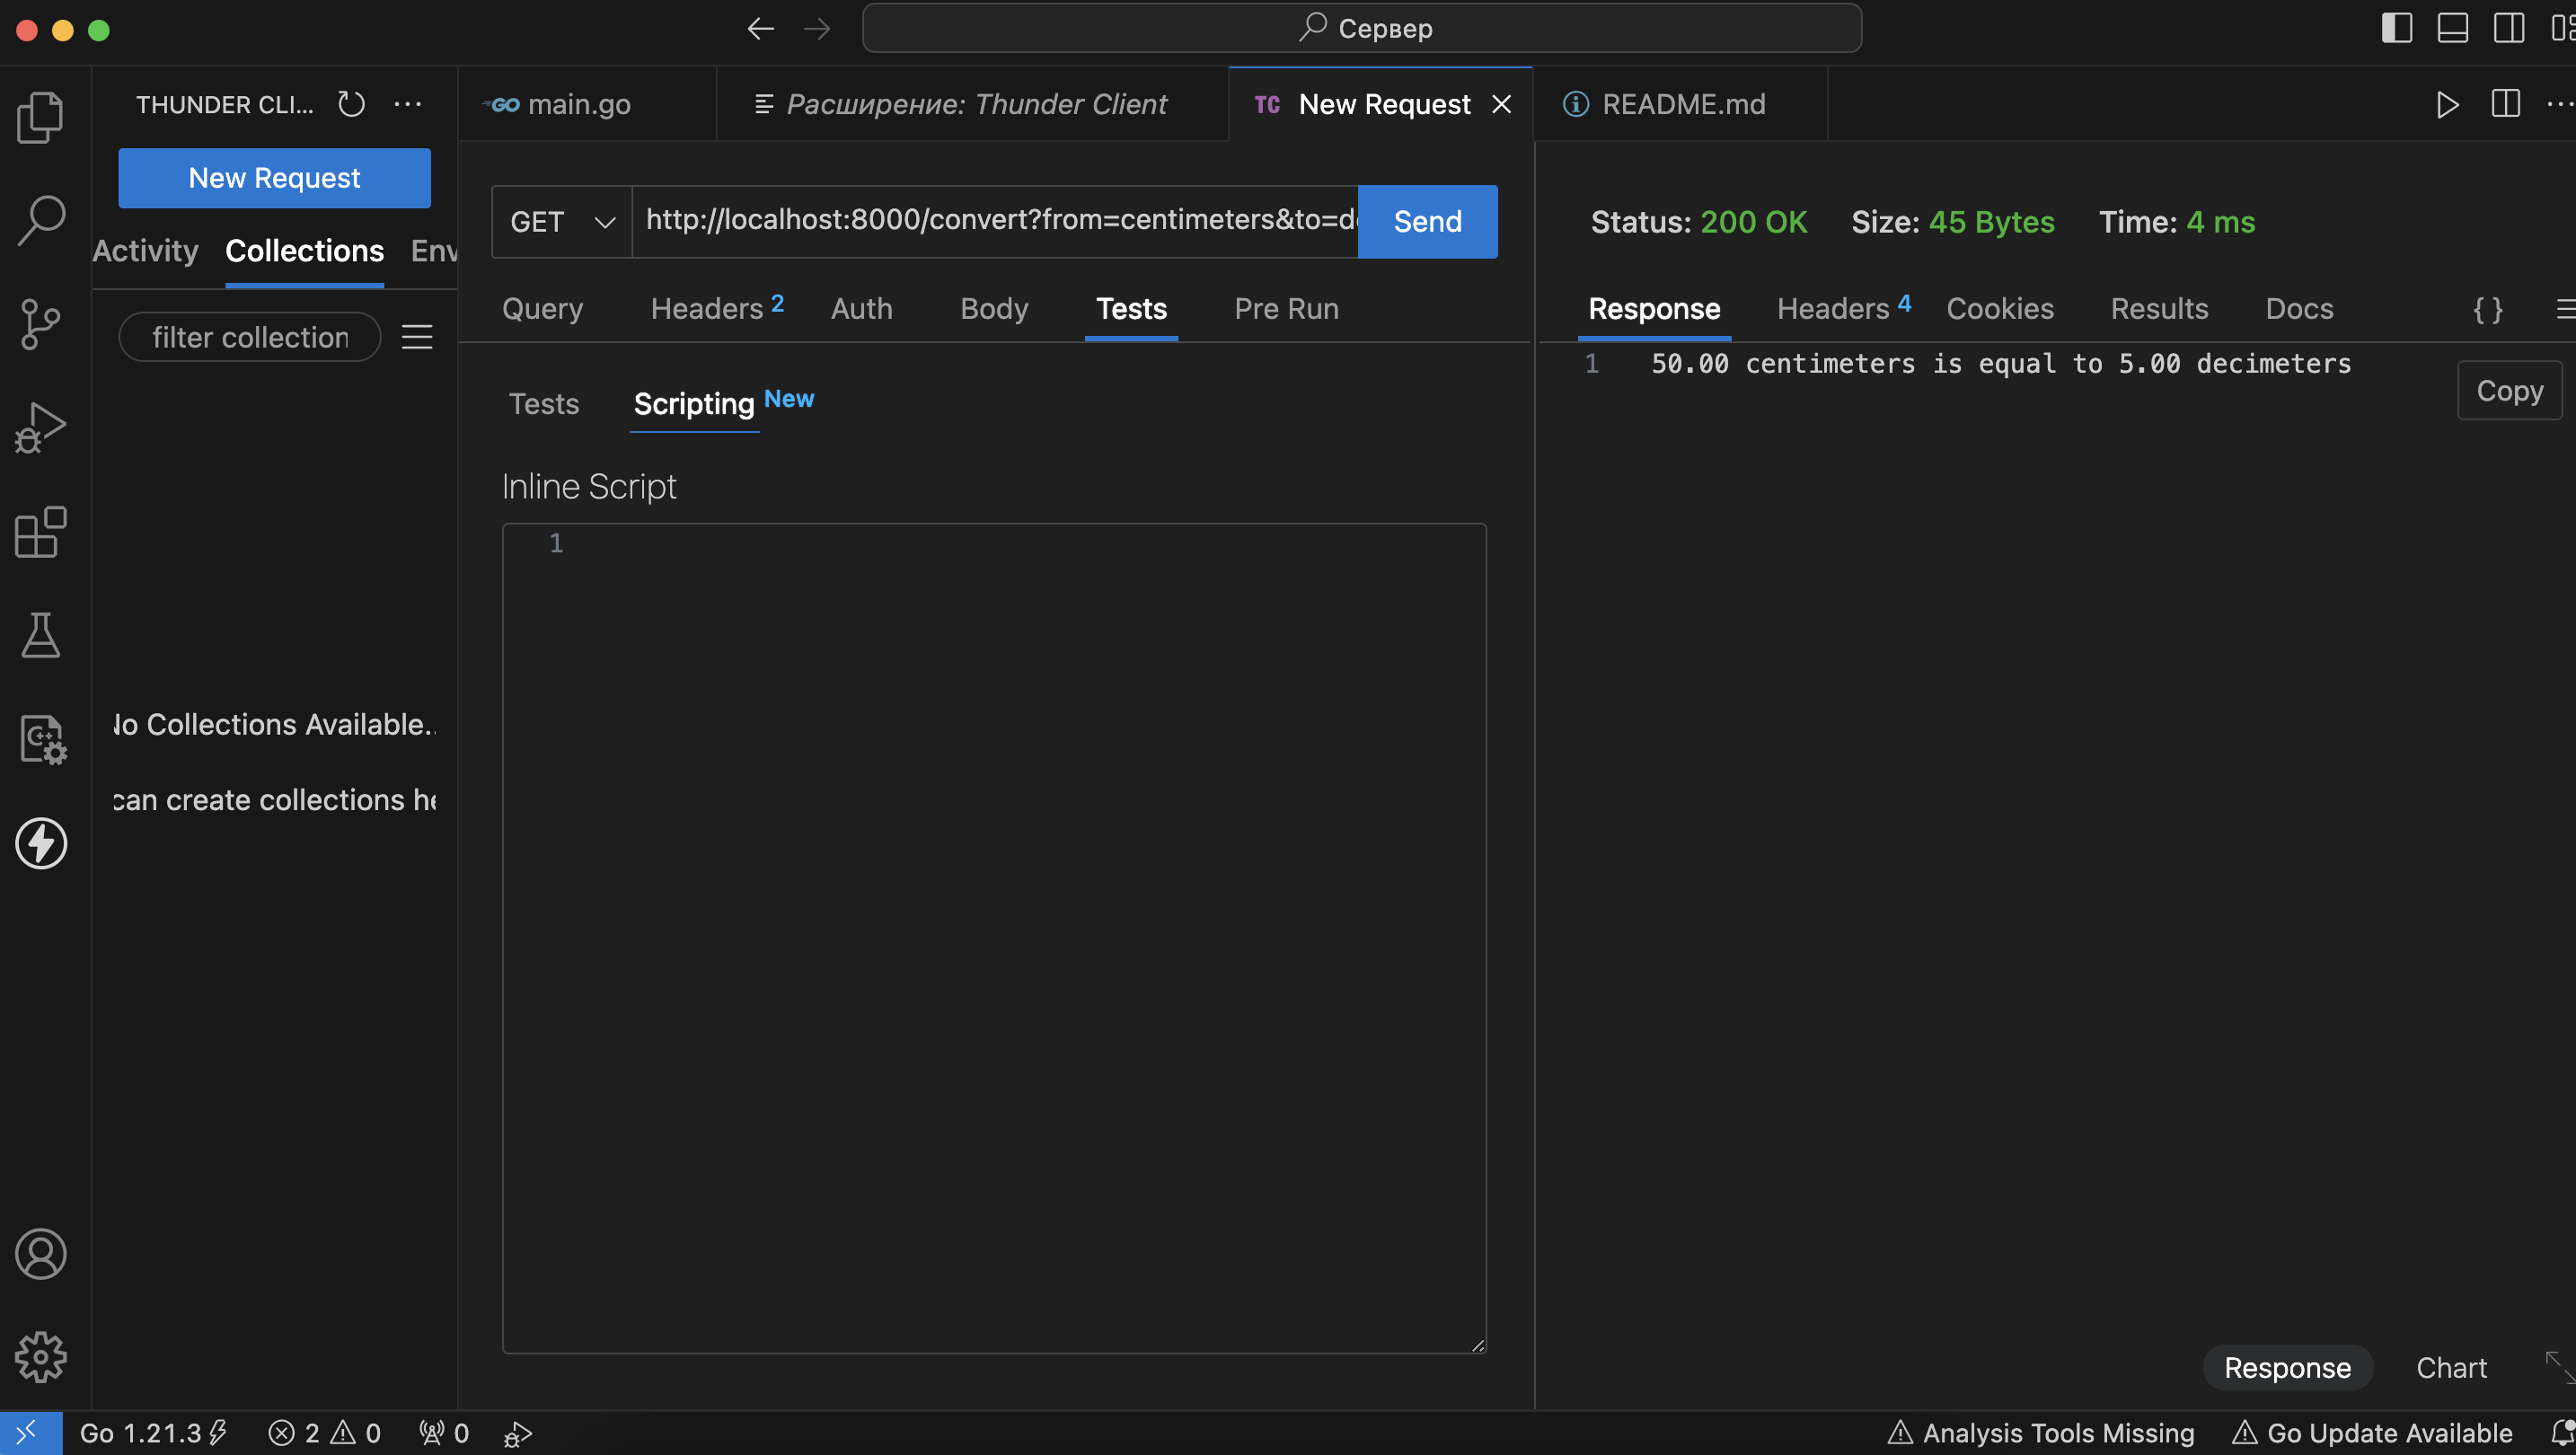 Сервер
THUNDER CLI...
GO main.go
Расширение: Thunder Client
TC New Request
README.md
New Request
Activity Collections Env
filter collection
No Collections Available..
can create collections he
GET http://localhost:8000/convert?from=centimeters&to=de Send
Query Headers 2 Auth Body Tests Pre Run
Tests Scripting New
Inline Script
1
Status: 200 OK Size: 45 Bytes Time: 4 ms
Response Headers 4 Cookies Results Docs { }
1 50.00 centimeters is equal to 5.00 decimeters
Copy
Response Chart
Go 1.21.3 2 0 0
Analysis Tools Missing Go Update Available